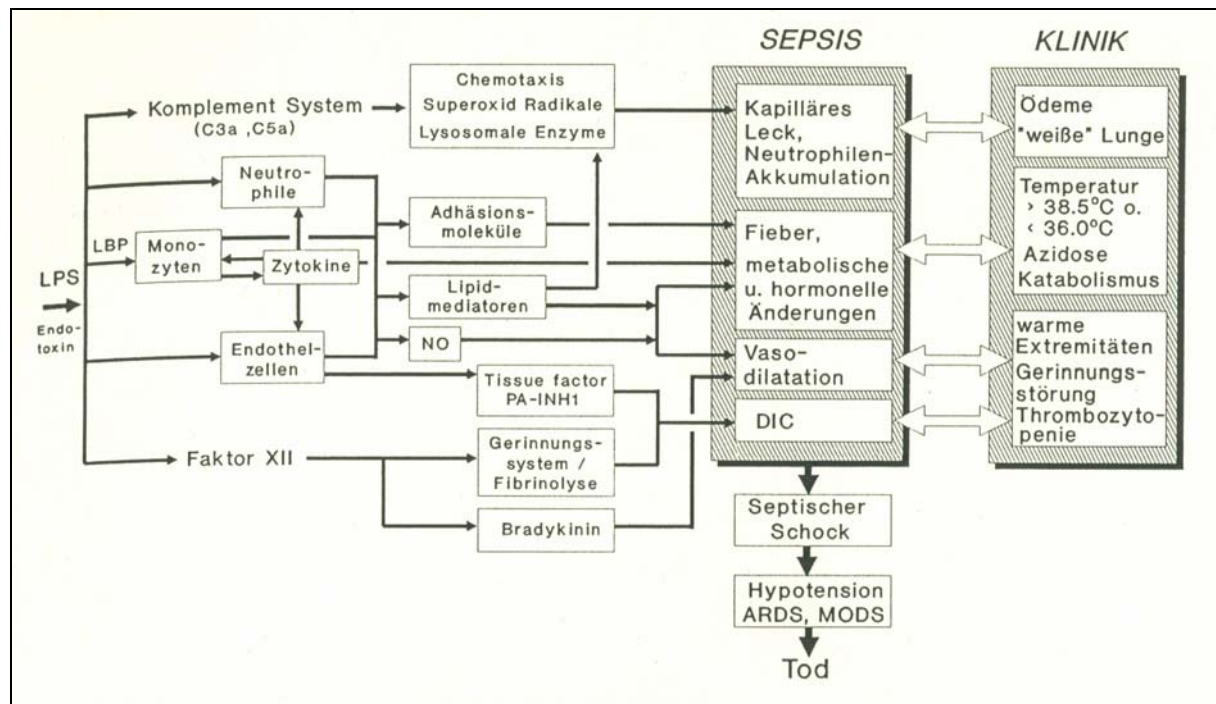 SEPSIS
KLINIK
Komplement System
(C3a ,C5a)
Chemotaxis
Superoxid Radikale
Lysosomale Enzyme
Kapilläres
Leck,
Neutrophilen-
Akkumulation
Ödeme
"weiße" Lunge
Neutro-
phile
Adhäsions-
moleküle
LBP
Mono-
zyten
Zytokine
LPS
Endo-
toxin
Lipid-
mediatoren
NO
Endothel-
zellen
Fieber,
metabolische
u. hormonelle
Änderungen
Temperatur
> 38.5°C o.
< 36.0°C
Azidose
Katabolismus
Vaso-
dilatation
warme
Extremitäten
Gerinnungs-
störung
Thrombozyto-
penie
Tissue factor
PA-INH1
DIC
Faktor XII
Gerinnungs-
system /
Fibrinolyse
Bradykinin
Septischer
Schock
Hypotension
ARDS, MODS
Tod